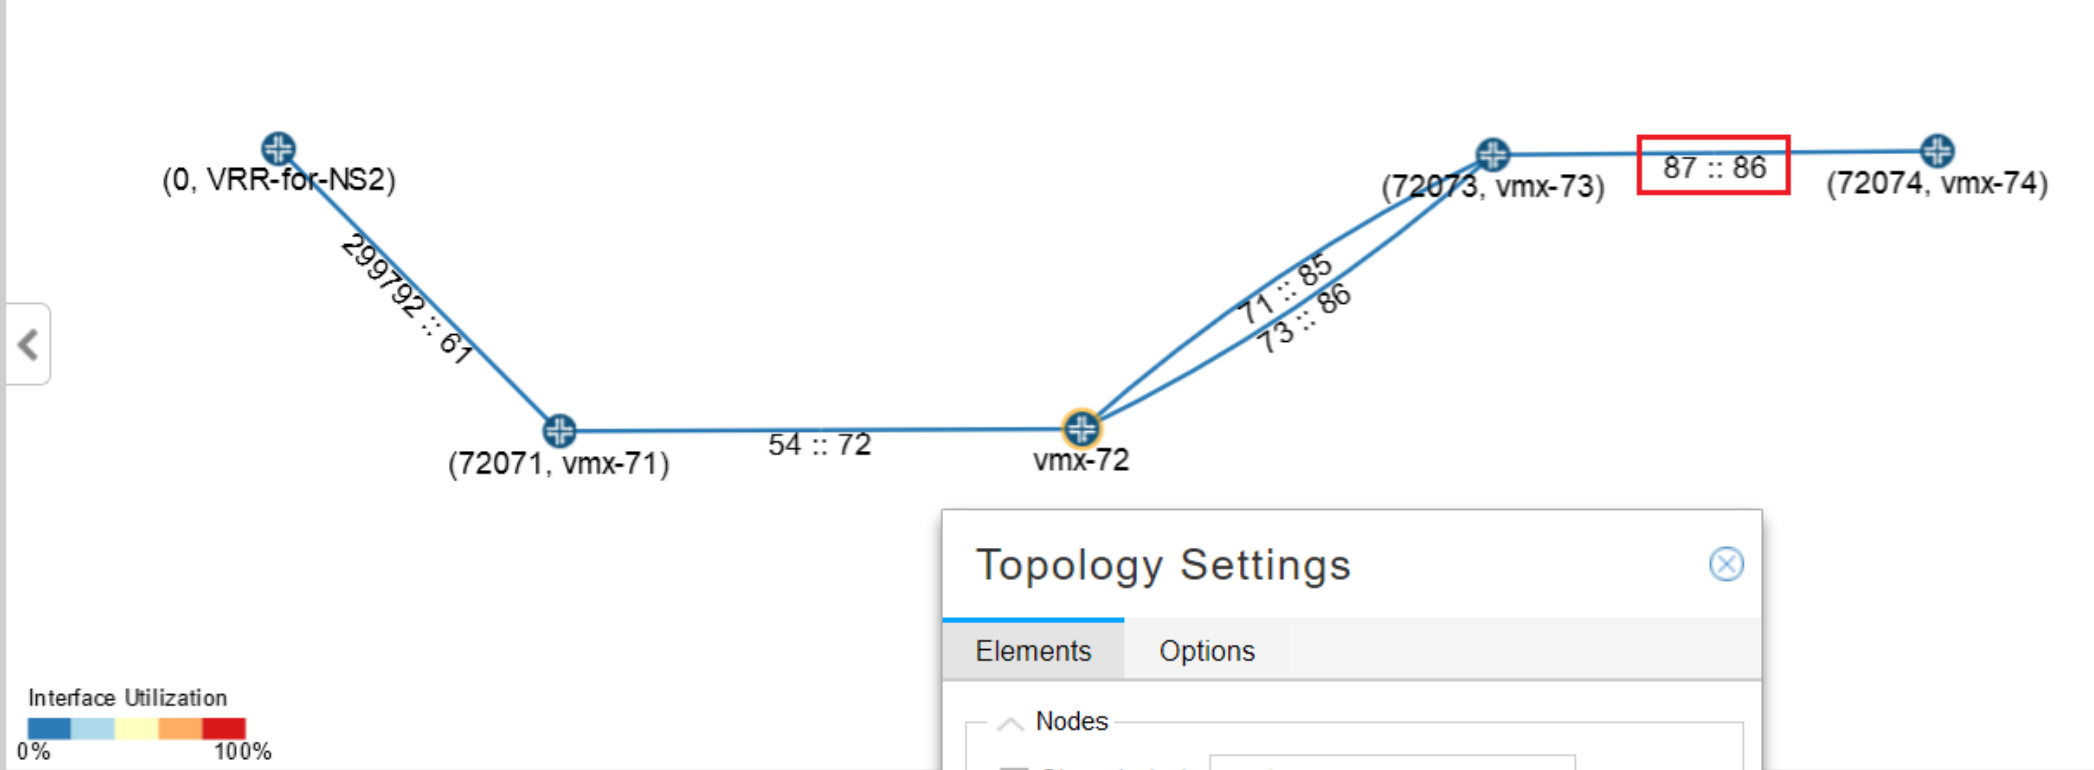 (0, VRR-for-NS2)
(72073, vmx-73)
87 :: 86
(72074, vmx-74)
299792 :: 61
71 :: 85
73 :: 86
54 :: 72
(72071, vmx-71)
vmx-72
Topology Settings
Elements
Options
Interface Utilization
0%
100%
Nodes